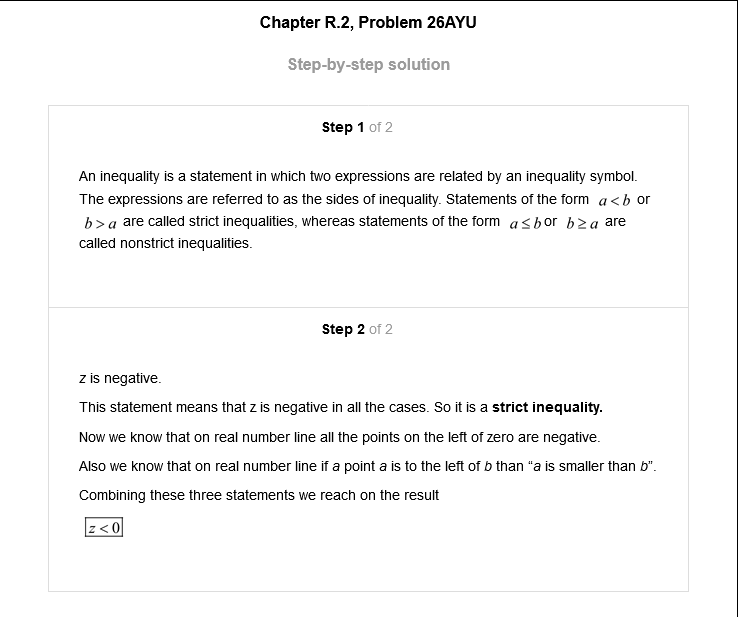 Chapter R.2, Problem 26AYU
Step-by-step solution
Step 1 of 2
An inequality is a statement in which two expressions are related by an inequality symbol.
The expressions are referred to as the sides of inequality. Statements of the form a < b or
b > a are called strict inequalities, whereas statements of the form a ≤ b or b ≥ a are
called nonstrict inequalities.
Step 2 of 2
z is negative.
This statement means that z is negative in all the cases. So it is a strict inequality.
Now we know that on real number line all the points on the left of zero are negative.
Also we know that on real number line if a point a is to the left of b than “a is smaller than b”.
Combining these three statements we reach on the result
z < 0